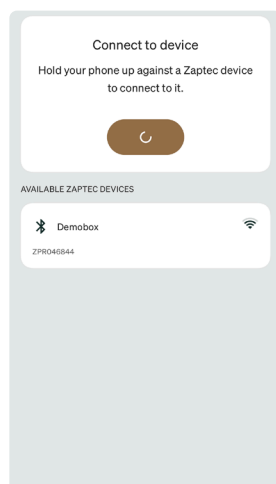 Connect to device
Hold your phone up against a Zaptec device
to connect to it.
AVAILABLE ZAPTEC DEVICES
Demobox
ZPR046844